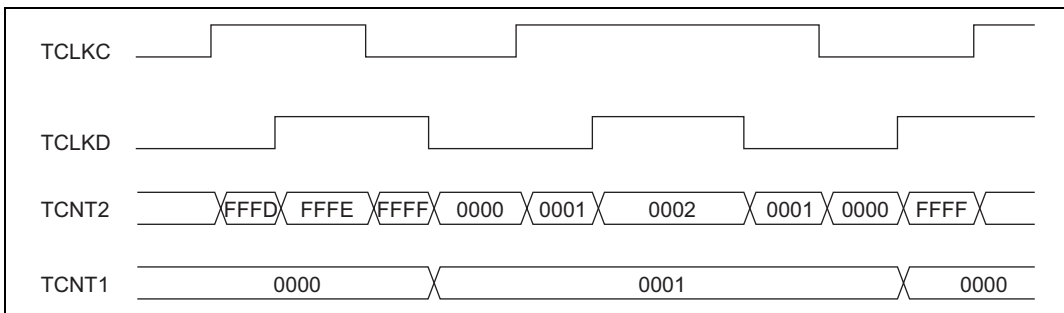 TCLKC
TCLKD
TCNT2 FFFD FFFE FFFF 0000 0001 0002 0001 0000 FFFF
TCNT1 0000 0001 0000